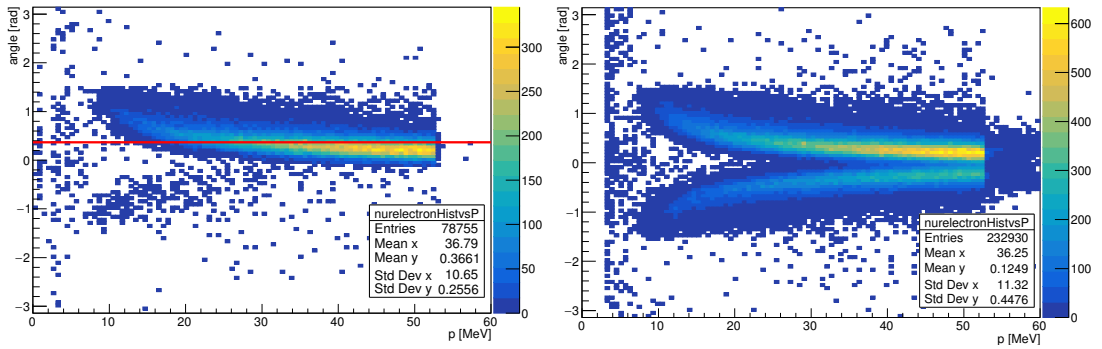 angle [rad]
3
2
1
0
−1
−2
−3
0
10
20
30
40
50
60
p [MeV]
300
250
200
150
100
50
0
nurelectronHistvsP
Entries 78755
Mean x 36.79
Mean y 0.3661
Std Dev x 10.65
Std Dev y 0.2556
angle [rad]
3
2
1
0
−1
−2
−3
0
10
20
30
40
50
60
p [MeV]
600
500
400
300
200
100
0
nurelectronHistvsP
Entries 232930
Mean x 36.25
Mean y 0.1249
Std Dev x 11.32
Std Dev y 0.4476